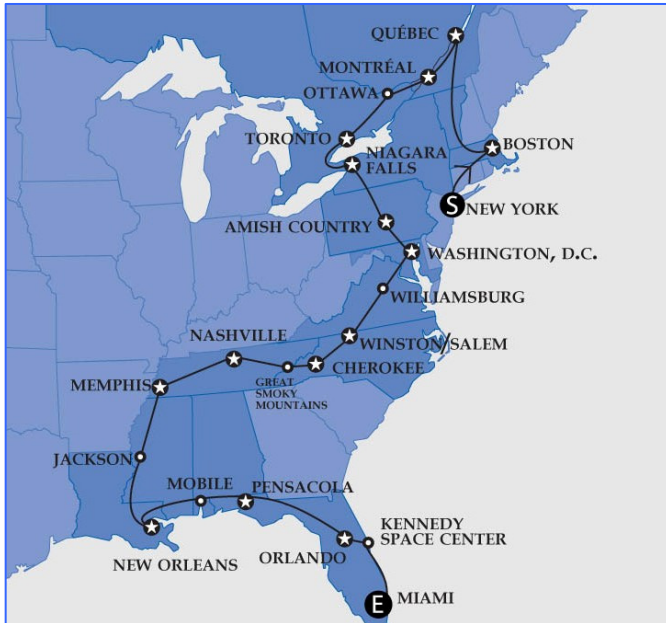 QUÉBEC
MONTRÉAL
OTTAWA
TORONTO
NIAGARA
FALLS
BOSTON
S
NEW YORK
AMISH COUNTRY
WASHINGTON, D.C.
WILLIAMSBURG
NASHVILLE
WINSTON/SALEM
CHEROKEE
GREAT
SMOKY
MOUNTAINS
MEMPHIS
JACKSON
MOBILE
PENSACOLA
NEW ORLEANS
ORLANDO
KENNEDY
SPACE CENTER
E
MIAMI